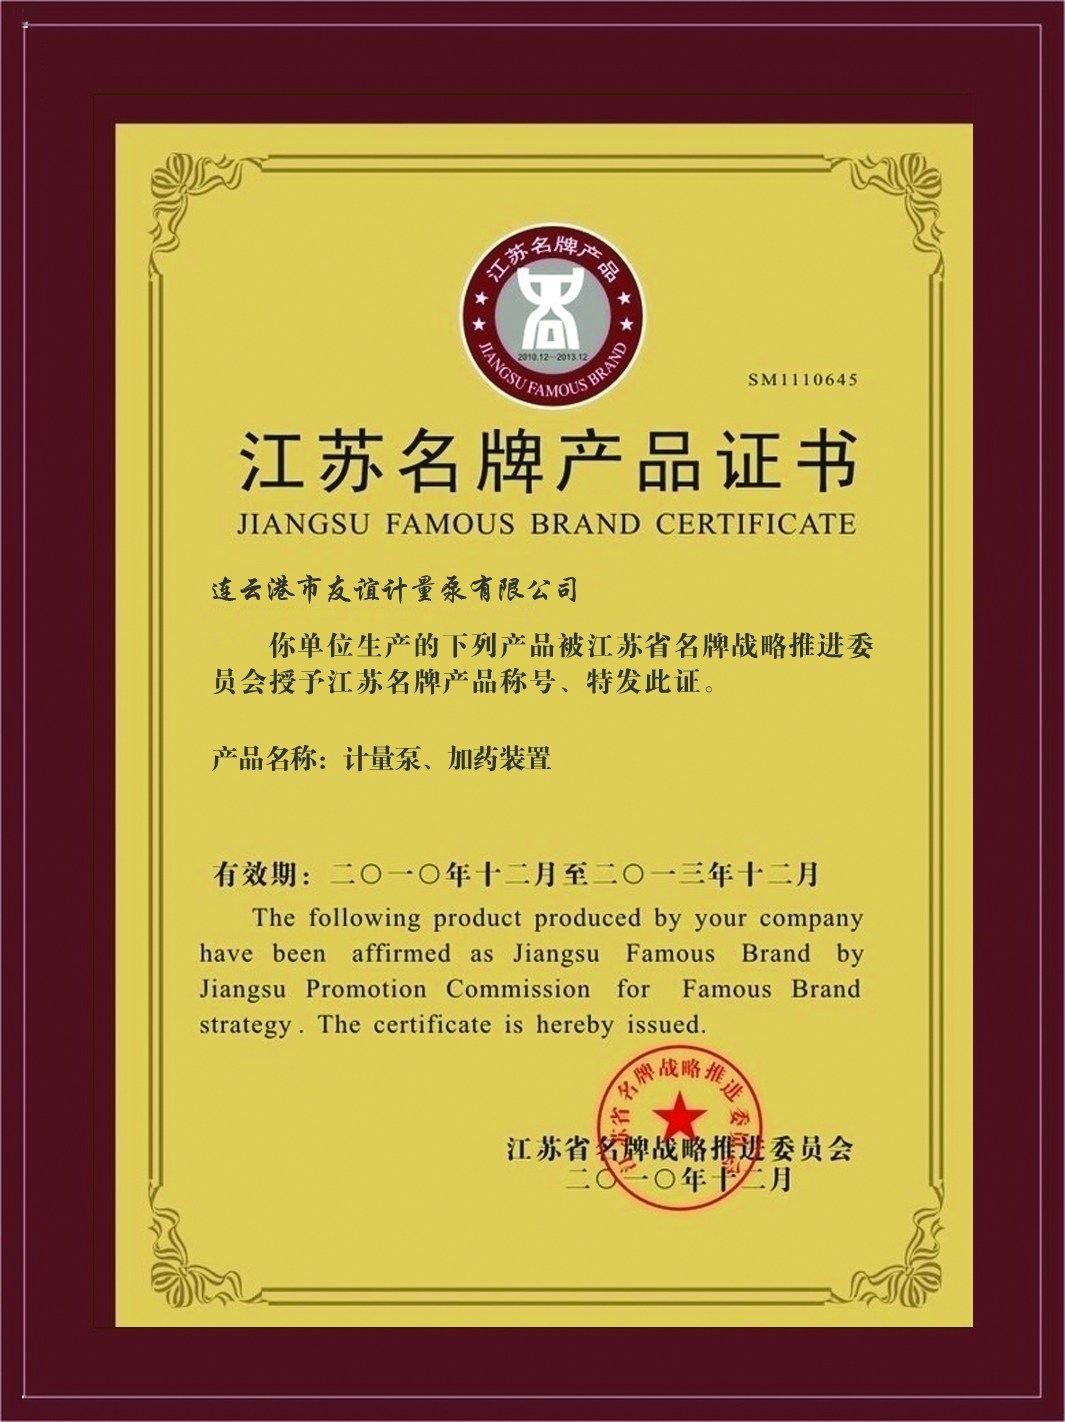 江苏名牌产品
2010.12—2013.12
JIANGSU FAMOUS BRAND
SM1110645
江苏名牌产品证书
JIANGSU FAMOUS BRAND CERTIFICATE
连云港市友谊计量泵有限公司
你单位生产的下列产品被江苏省名牌战略推进委
员会授予江苏名牌产品称号、特发此证。
产品名称：计量泵、加药装置
有效期：二〇一〇年十二月至二〇一三年十二月
The following product produced by your company
have been affirmed as Jiangsu Famous Brand by
Jiangsu Promotion Commission for Famous Brand
strategy. The certificate is hereby issued.
江苏省名牌战略推进委员会
江苏省名牌战略推进委员会
二〇一〇年十二月